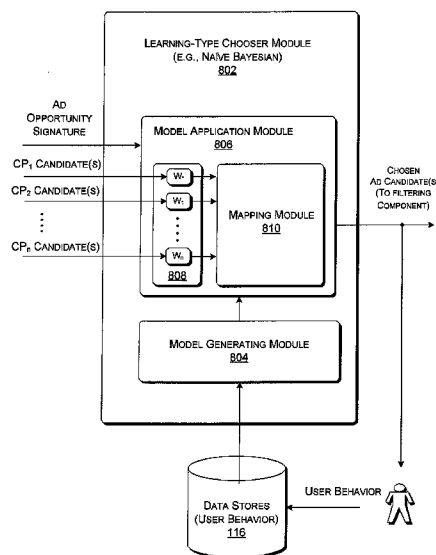 LEARNING-TYPE CHOOSER MODULE
(E.G., NAÏVE BAYESIAN)
802
AD
OPPORTUNITY
SIGNATURE
MODEL APPLICATION MODULE
806
CP1 CANDIDATE(S)
CP2 CANDIDATE(S)
CPn CANDIDATE(S)
W1
Wn
808
MAPPING MODULE
810
CHOSEN
AD CANDIDATE(S)
(TO FILTERING
COMPONENT)
MODEL GENERATING MODULE
804
DATA STORES
(USER BEHAVIOR)
116
USER BEHAVIOR